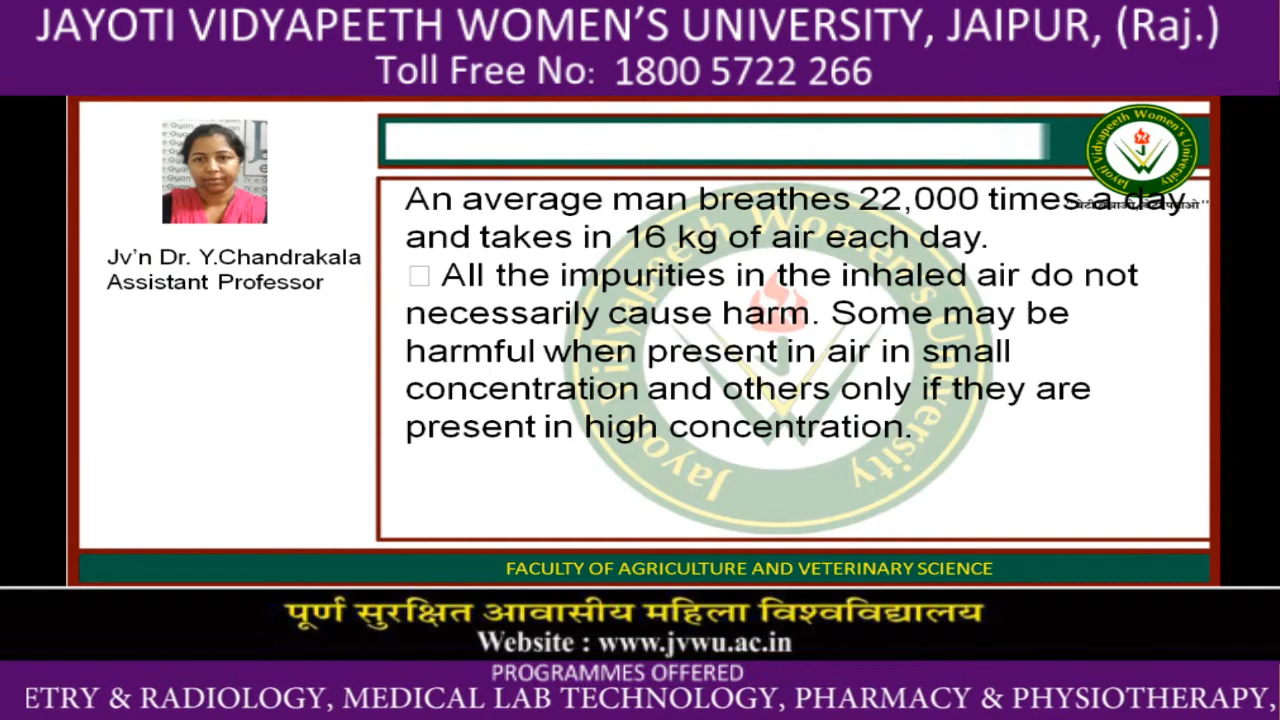 JAYOTI VIDYAPEETH WOMEN'S UNIVERSITY, JAIPUR, (Raj.)
Toll Free No: 1800 5722 266
Jv'n Dr. Y.Chandrakala
Assistant Professor
Jayoti Vidyapeeth Women's University
An average man breathes 22,000 times a day
and takes in 16 kg of air each day.
All the impurities in the inhaled air do not
necessarily cause harm. Some may be
harmful when present in air in small
concentration and others only if they are
present in high concentration.
FACULTY OF AGRICULTURE AND VETERINARY SCIENCE
पूर्ण सुरक्षित आवासीय महिला विश्वविद्यालय
Website : www.jvwu.ac.in
PROGRAMMES OFFERED
ETRY & RADIOLOGY, MEDICAL LAB TECHNOLOGY, PHARMACY & PHYSIOTHERAPY,